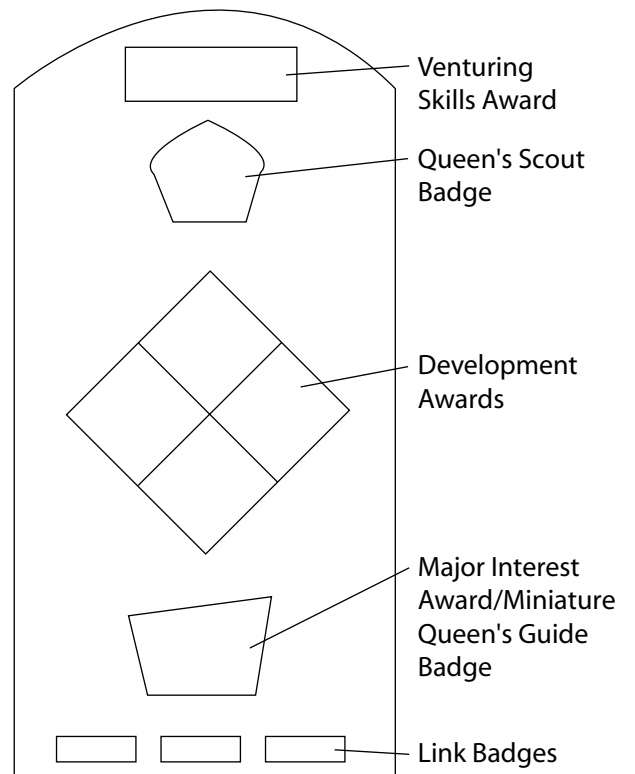 Venturing
Skills Award
Queen's Scout
Badge
Development
Awards
Major Interest
Award/Miniature
Queen's Guide
Badge
Link Badges